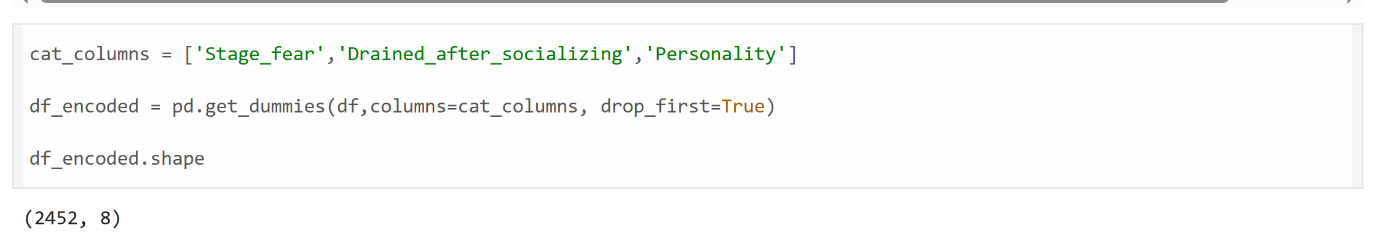 cat_columns = ['Stage_fear','Drained_after_socializing','Personality']
df_encoded = pd.get_dummies(df,columns=cat_columns, drop_first=True)
df_encoded.shape
(2452, 8)